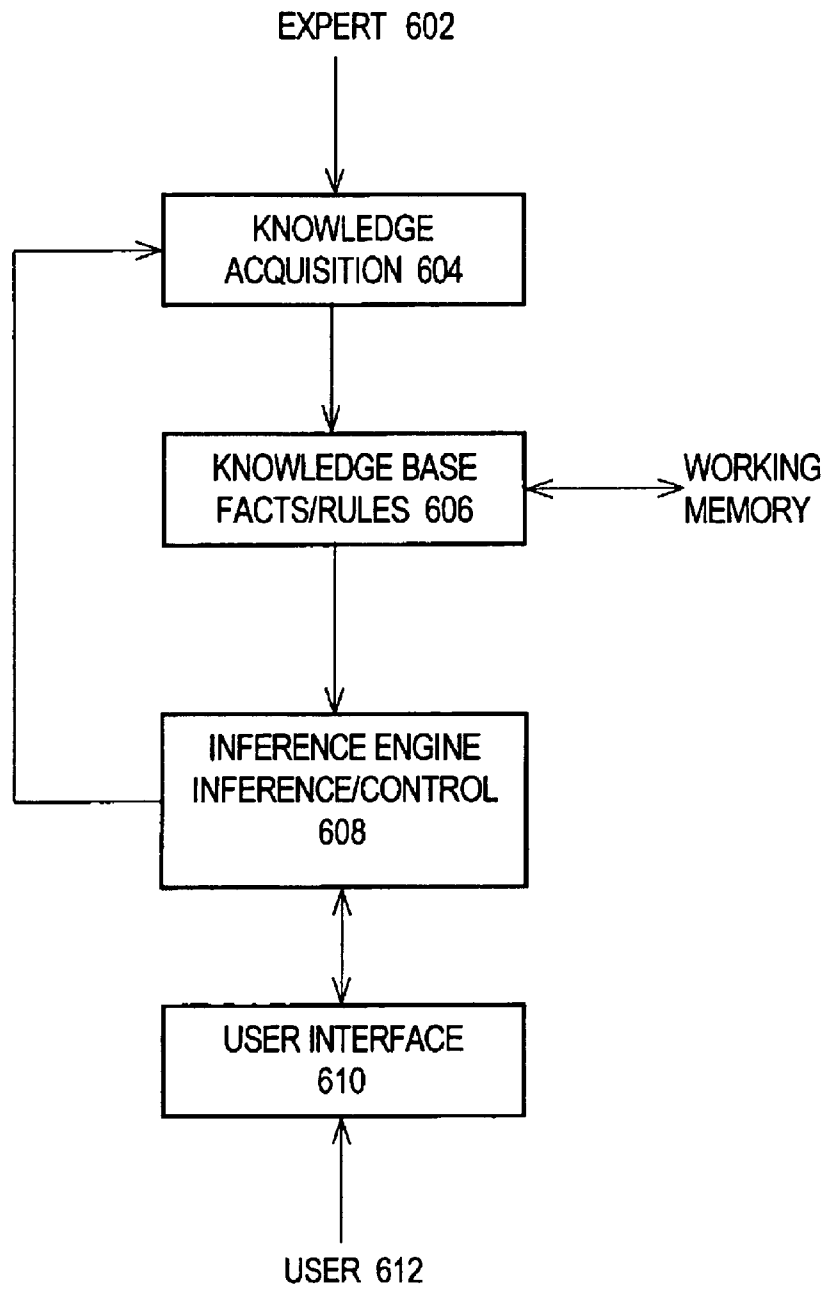 EXPERT 602
KNOWLEDGE
ACQUISITION 604
KNOWLEDGE BASE
FACTS/RULES 606
WORKING
MEMORY
INFERENCE ENGINE
INFERENCE/CONTROL
608
USER INTERFACE
610
USER 612